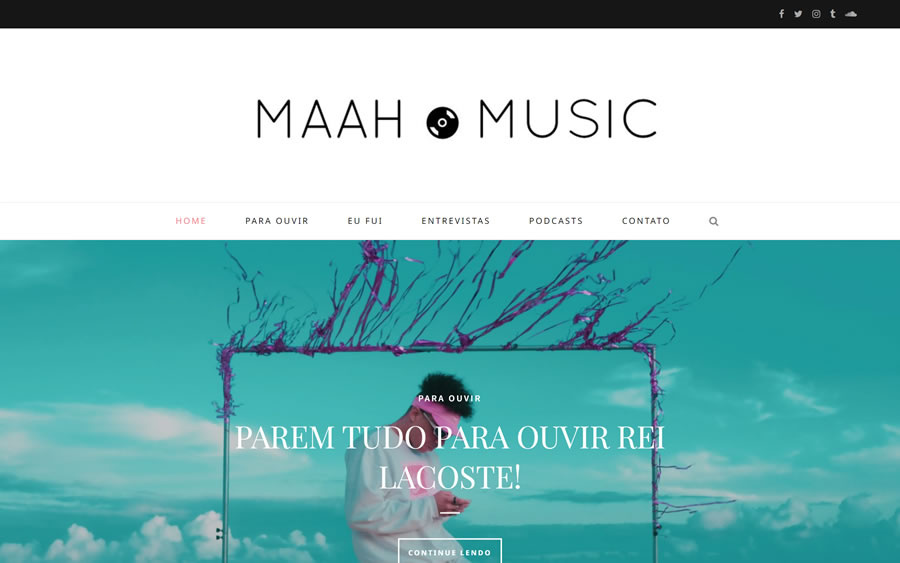 MAAH MUSIC
HOME PARA OUVIR EU FUI ENTREVISTAS PODCASTS CONTATO
PARA OUVIR
PAREM TUDO PARA OUVIR REI
LACOSTE!
CONTINUE LENDO